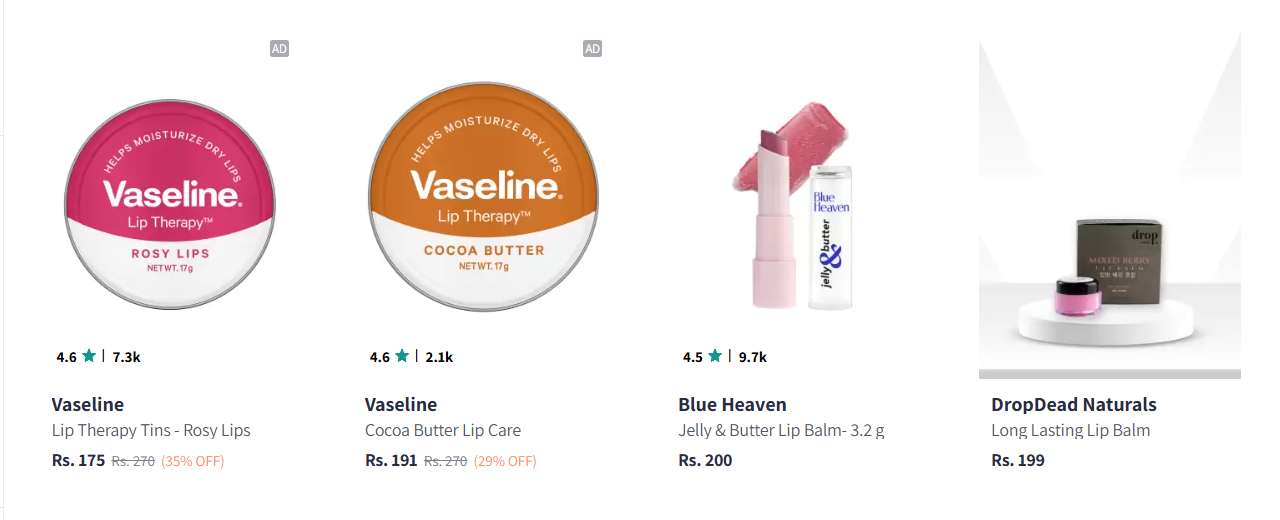 AD
HELPS MOISTURIZE DRY LIPS
Vaseline.
Lip Therapy™
ROSY LIPS
NET WT. 17g
4.6 ★ | 7.3k
Vaseline
Lip Therapy Tins - Rosy Lips
Rs. 175 Rs. 270 (35% OFF)
AD
HELPS MOISTURIZE DRY LIPS
Vaseline.
Lip Therapy™
COCOA BUTTER
NET WT. 17g
4.6 ★ | 2.1k
Vaseline
Cocoa Butter Lip Care
Rs. 191 Rs. 270 (29% OFF)
Blue
Heaven
jelly & butter
4.5 ★ | 9.7k
Blue Heaven
Jelly & Butter Lip Balm- 3.2 g
Rs. 200
drop
MIXED BERRY
LIP BALM
DropDead Naturals
Long Lasting Lip Balm
Rs. 199